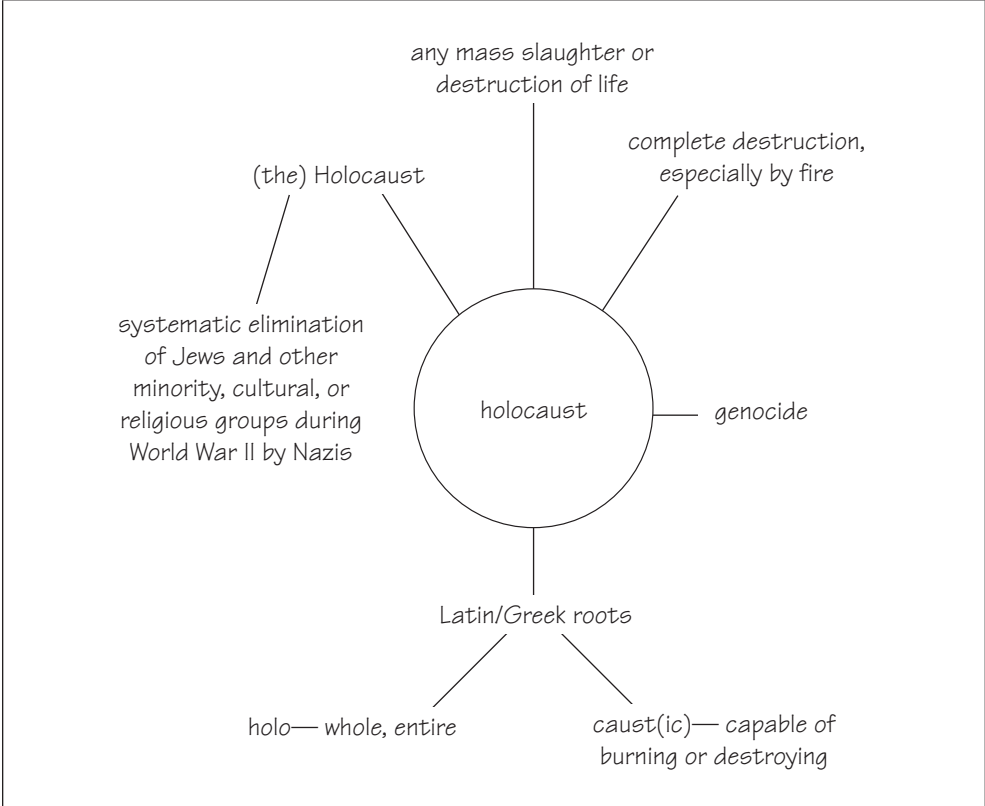 any mass slaughter or
destruction of life
complete destruction,
especially by fire
(the) Holocaust
systematic elimination
of Jews and other
minority, cultural, or
religious groups during
World War II by Nazis
holocaust
genocide
Latin/Greek roots
holo— whole, entire
caust(ic)— capable of
burning or destroying